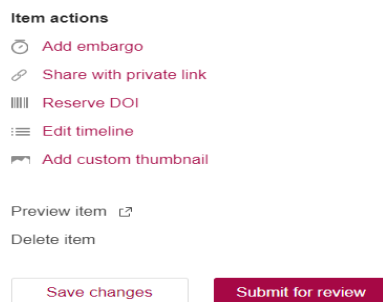 Item actions
Add embargo
Share with private link
Reserve DOI
Edit timeline
Add custom thumbnail
Preview item
Delete item
Save changes
Submit for review